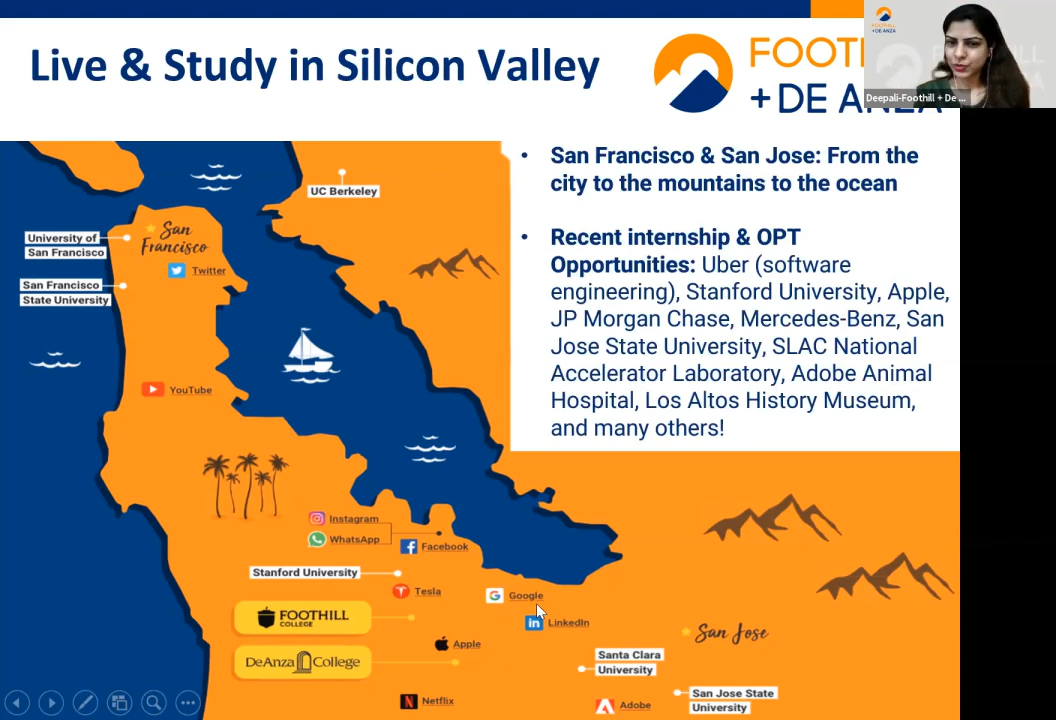 Live & Study in Silicon Valley
+ DE
FOOTHILL
+DE ANZA
Deepali-Foothill + De ...
• San Francisco & San Jose: From the
city to the mountains to the ocean
• Recent internship & OPT
Opportunities: Uber (software
engineering), Stanford University, Apple,
JP Morgan Chase, Mercedes-Benz, San
Jose State University, SLAC National
Accelerator Laboratory, Adobe Animal
Hospital, Los Altos History Museum,
and many others!
UC Berkeley
University of
San Francisco
San
Francisco
Twitter
San Francisco
State University
YouTube
Instagram
WhatsApp
Facebook
Stanford University
Tesla
Google
FOOTHILL
COLLEGE
LinkedIn
San Jose
Apple
DeAnza College
Santa Clara
University
Netflix
Adobe
San Jose State
University